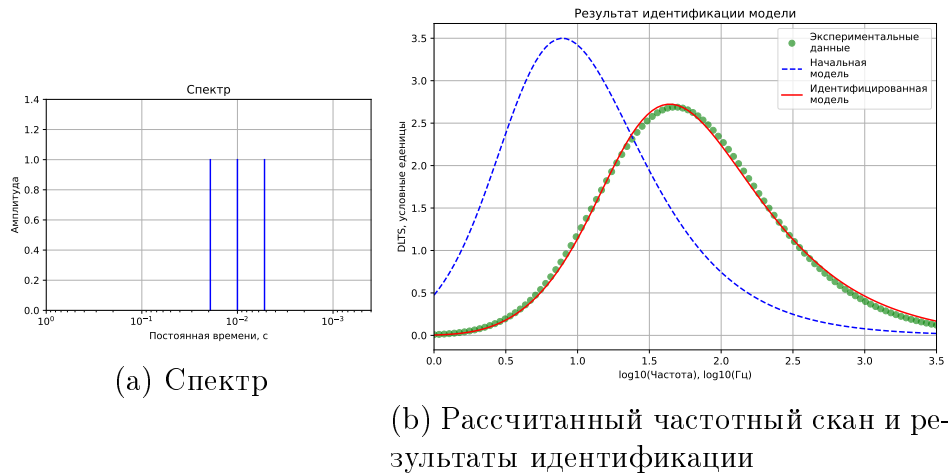 Спектр
1.4
1.2
1.0
0.8
0.6
0.4
0.2
0.0
Амплитуда
10⁰
10⁻¹
10⁻²
10⁻³
Постоянная времени, с
(a) Спектр
Результат идентификации модели
3.5
3.0
2.5
2.0
1.5
1.0
0.5
0.0
DLTS, условные еденицы
Экспериментальные
данные
Начальная
модель
Идентифицированная
модель
0.0 0.5 1.0 1.5 2.0 2.5 3.0 3.5
log10(Частота), log10(Гц)
(b) Рассчитанный частотный скан и ре-
зультаты идентификации